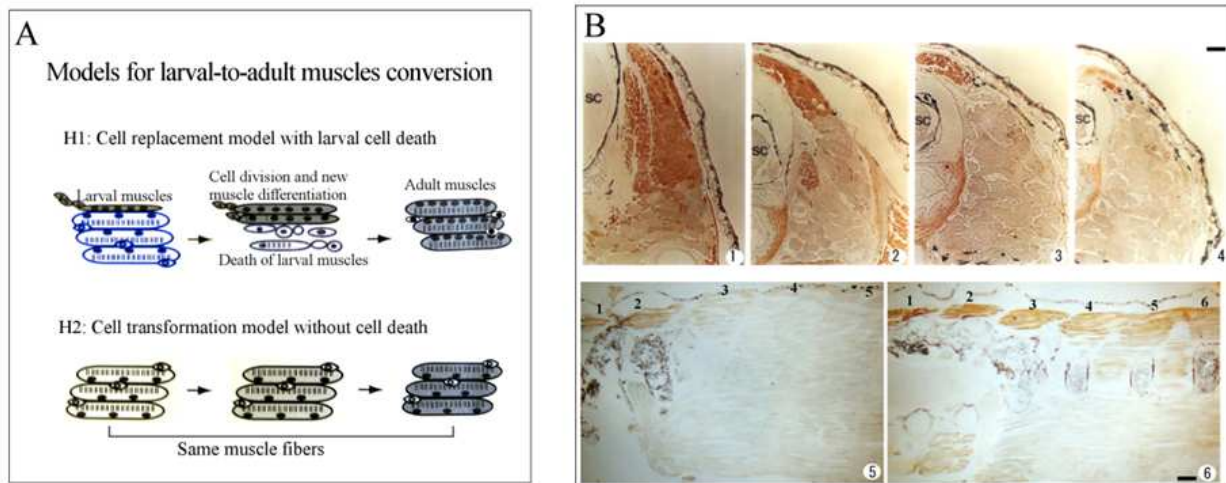 A
Models for larval-to-adult muscles conversion
H1: Cell replacement model with larval cell death
Larval muscles
Cell division and new
muscle differentiation
Adult muscles
Death of larval muscles
H2: Cell transformation model without cell death
Same muscle fibers
B
SC
1
SC
2
SC
3
SC
4
1 2 3 4 5
5
1 2 3 4 5 6
6